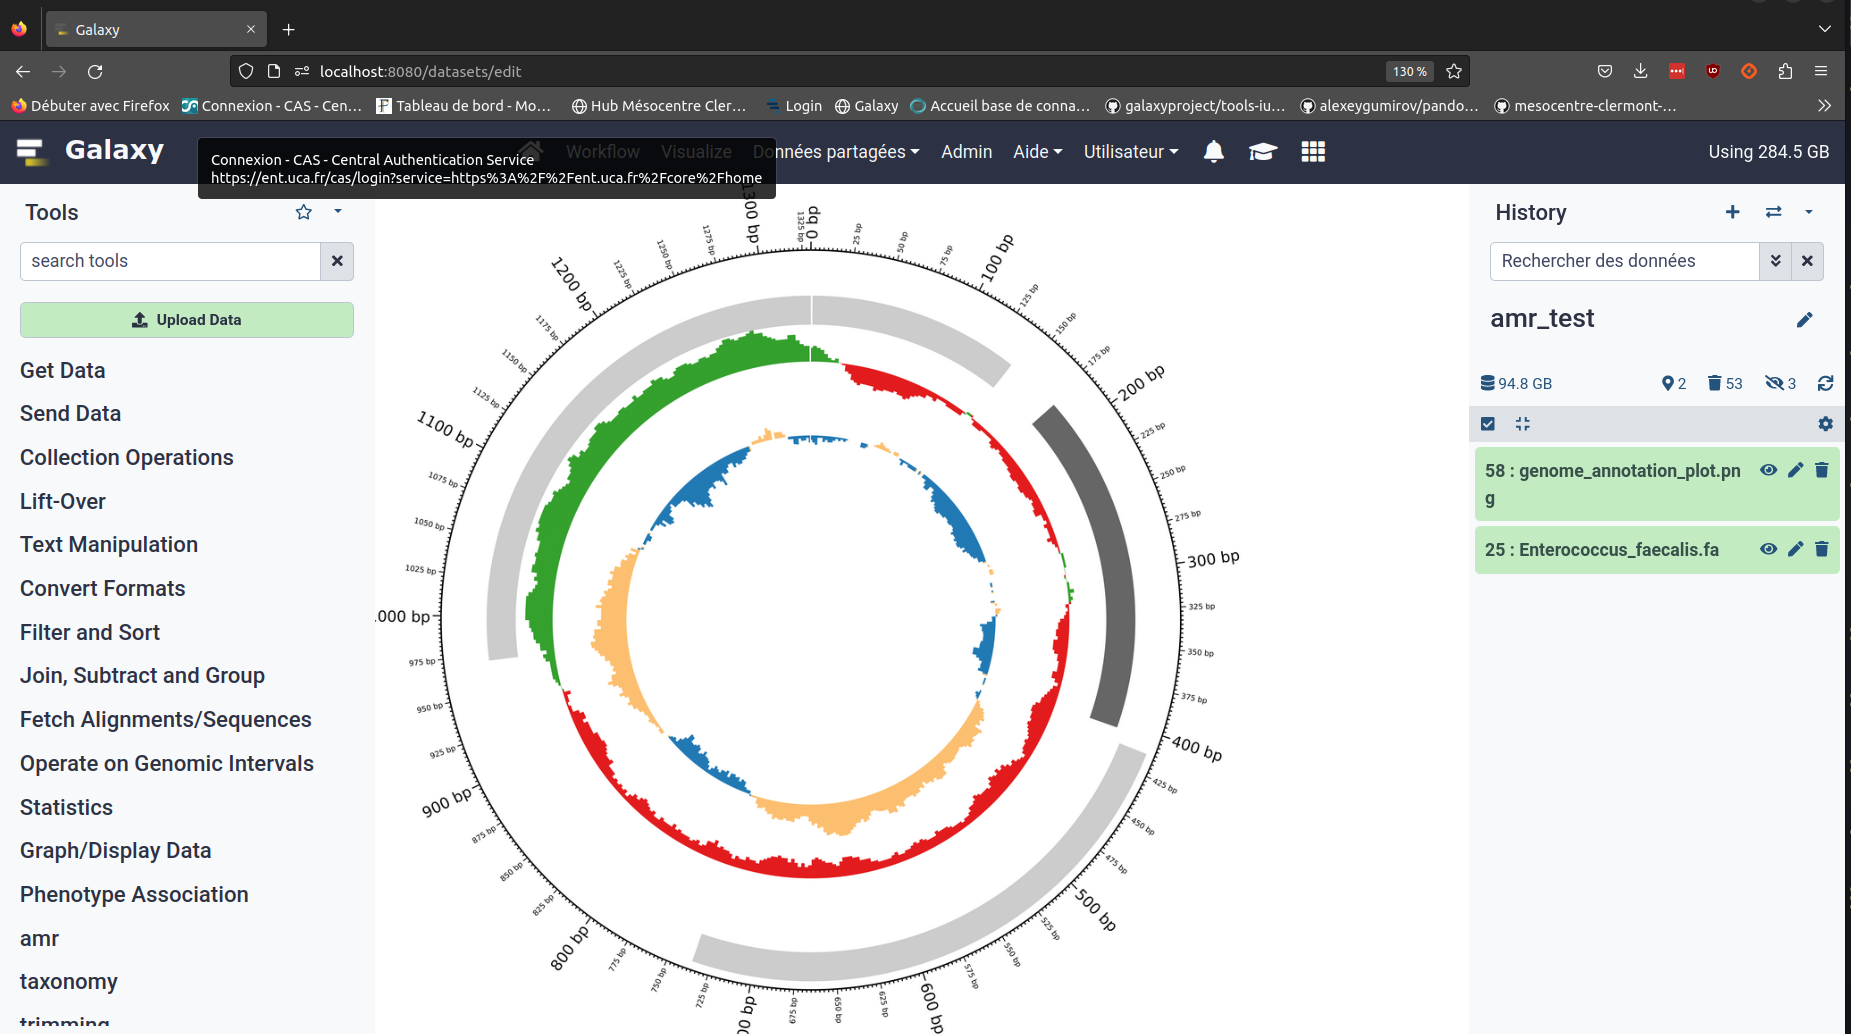 Galaxy
localhost:8080/datasets/edit
130 %
Débuter avec Firefox
Connexion - CAS - Cen…
Tableau de bord - Mo…
Hub Mésocentre Cler…
Login
Galaxy
Accueil base de conna…
galaxyproject/tools-iu…
alexeygumirov/pando…
mesocentre-clermont-…
Galaxy
Workflow
Visualize
Données partagées
Admin
Aide
Utilisateur
Using 284.5 GB
Connexion - CAS - Central Authentication Service
https://ent.uca.fr/cas/login?service=https%3A%2F%2Fent.uca.fr%2Fcore%2Fhome
Tools
search tools
Upload Data
Get Data
Send Data
Collection Operations
Lift-Over
Text Manipulation
Convert Formats
Filter and Sort
Join, Subtract and Group
Fetch Alignments/Sequences
Operate on Genomic Intervals
Statistics
Graph/Display Data
Phenotype Association
amr
taxonomy
trimming
0 bp
25 bp
50 bp
75 bp
100 bp
125 bp
150 bp
175 bp
200 bp
225 bp
250 bp
275 bp
300 bp
325 bp
350 bp
375 bp
400 bp
425 bp
450 bp
475 bp
500 bp
525 bp
550 bp
575 bp
600 bp
625 bp
650 bp
675 bp
00 bp
725 bp
750 bp
775 bp
800 bp
825 bp
850 bp
875 bp
900 bp
925 bp
950 bp
975 bp
000 bp
1025 bp
1050 bp
1075 bp
1100 bp
1125 bp
1150 bp
1175 bp
1200 bp
1225 bp
1250 bp
1275 bp
1300 bp
1325 bp
History
Rechercher des données
amr_test
94.8 GB
2
53
3
58 : genome_annotation_plot.pn
g
25 : Enterococcus_faecalis.fa